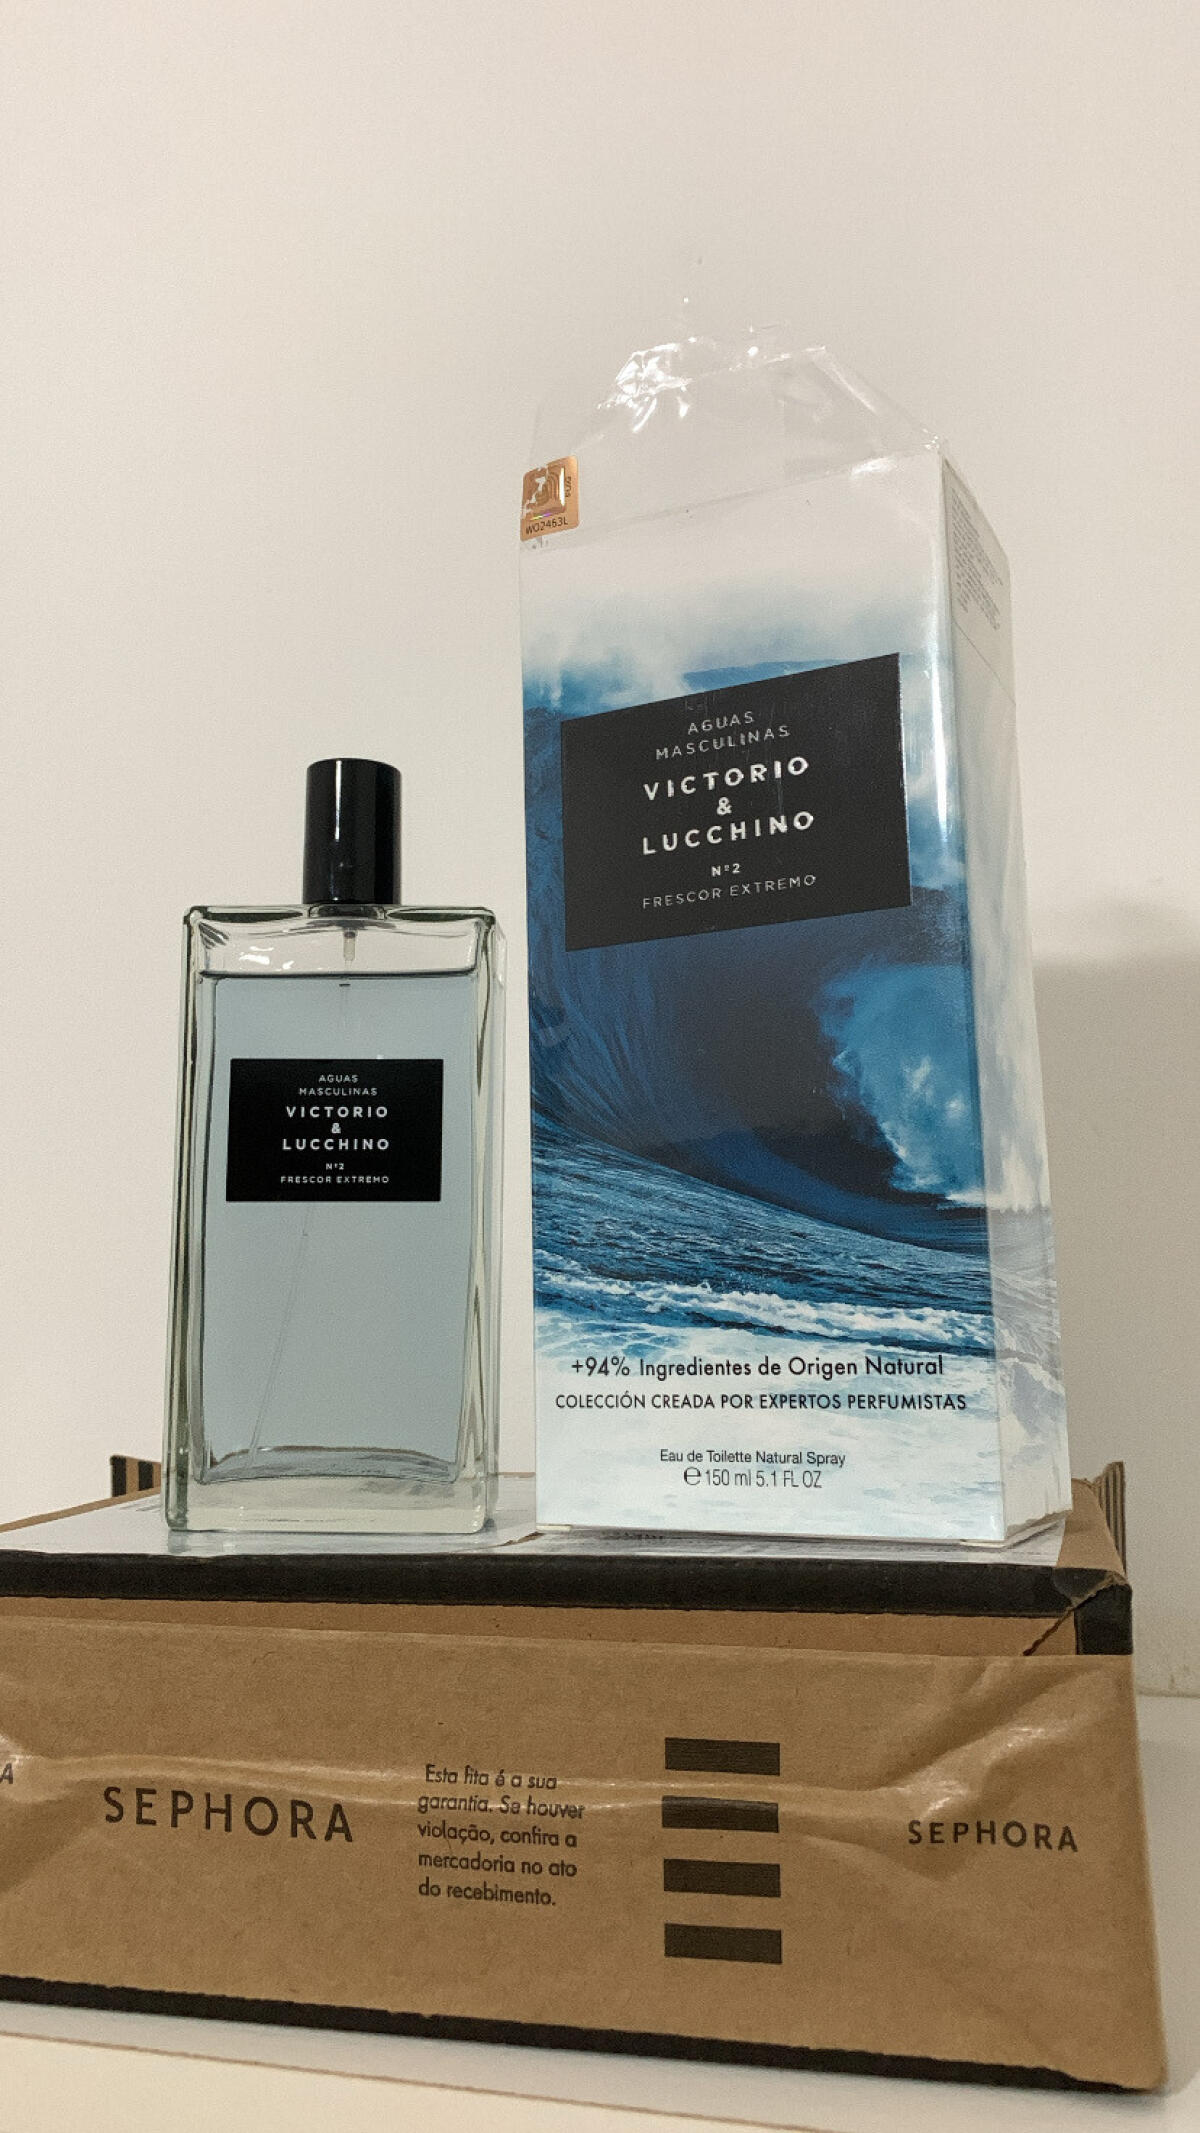 W02463L
AGUAS
MASCULINAS
VICTORIO
&
LUCCHINO
Nº2
FRESCOR EXTREMO
+94% Ingredientes de Origen Natural
COLECCIÓN CREADA POR EXPERTOS PERFUMISTAS
Eau de Toilette Natural Spray
℮ 150 ml 5.1 FL OZ
AGUAS
MASCULINAS
VICTORIO
&
LUCCHINO
Nº2
FRESCOR EXTREMO
SEPHORA
Esta fita é a sua
garantia. Se houver
violação, confira a
mercadoria no ato
do recebimento.
SEPHORA